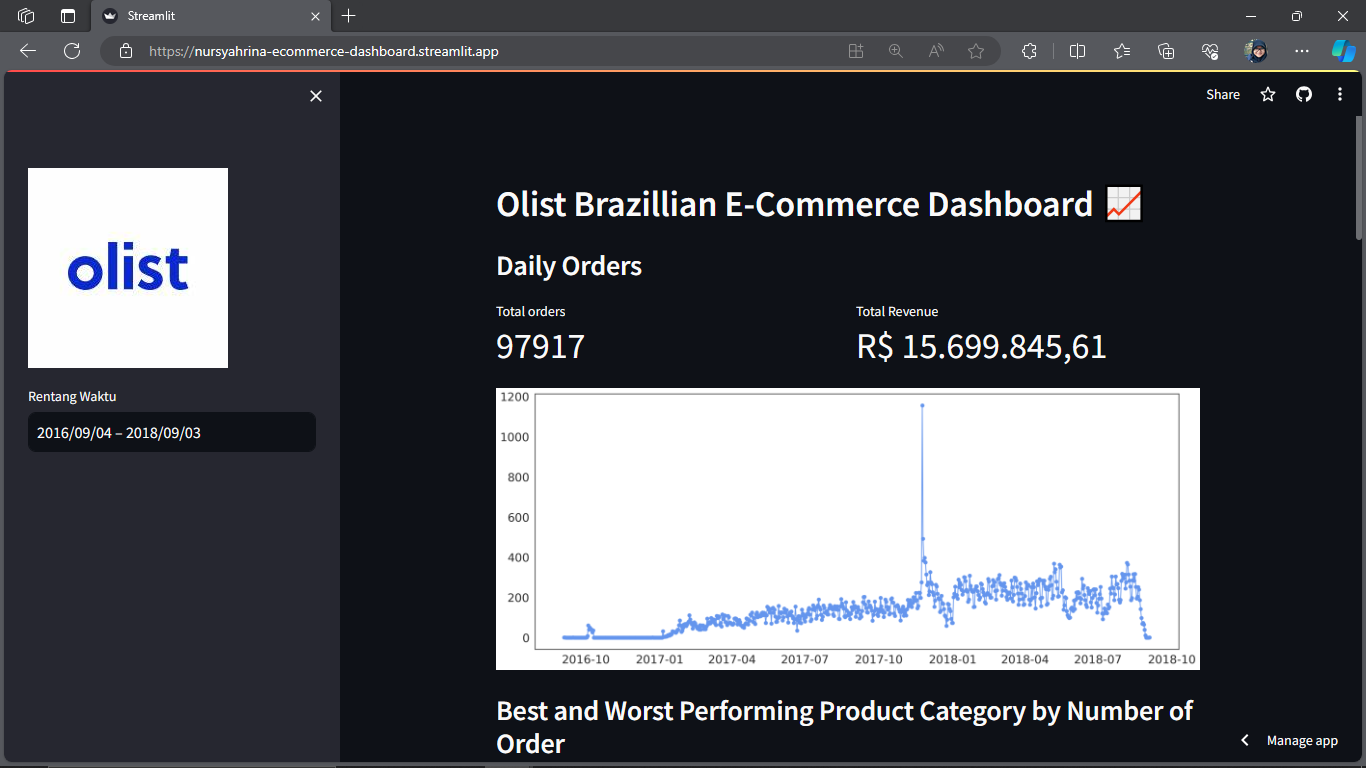 Streamlit
https://nursyahrina-ecommerce-dashboard.streamlit.app
Share
olist
Rentang Waktu
2016/09/04 – 2018/09/03
Olist Brazillian E-Commerce Dashboard
Daily Orders
Total orders
97917
Total Revenue
R$ 15.699.845,61
1200
1000
800
600
400
200
0
2016-10 2017-01 2017-04 2017-07 2017-10 2018-01 2018-04 2018-07 2018-10
Best and Worst Performing Product Category by Number of
Order
Manage app